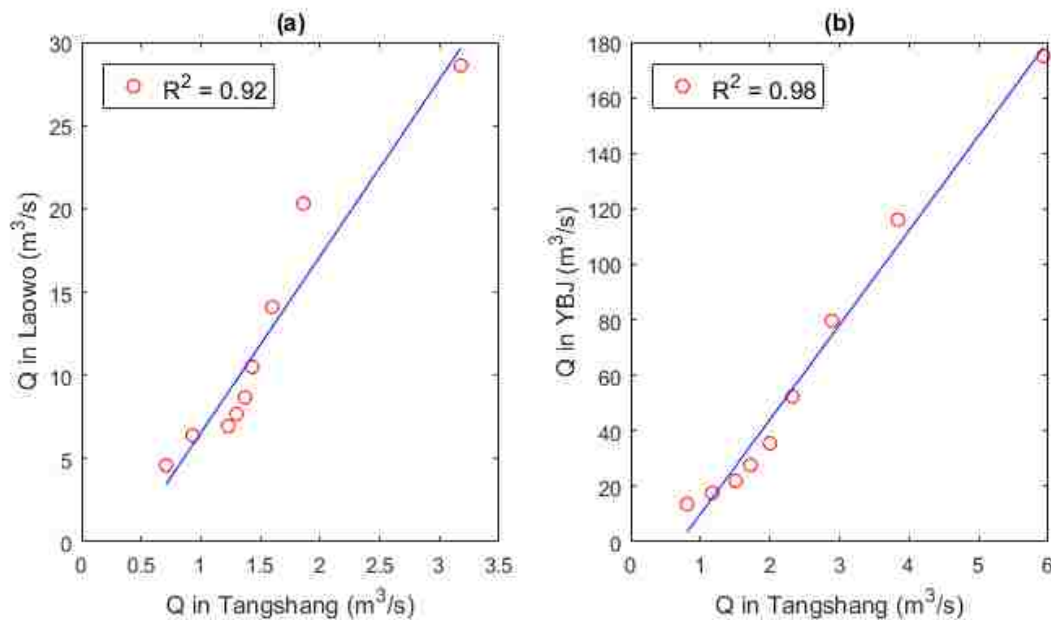 (a)
R² = 0.92
Q in Laowo (m³/s)
30
25
20
15
10
5
0
0 0.5 1 1.5 2 2.5 3 3.5
Q in Tangshang (m³/s)
(b)
R² = 0.98
Q in YBJ (m³/s)
180
160
140
120
100
80
60
40
20
0
0 1 2 3 4 5 6
Q in Tangshang (m³/s)